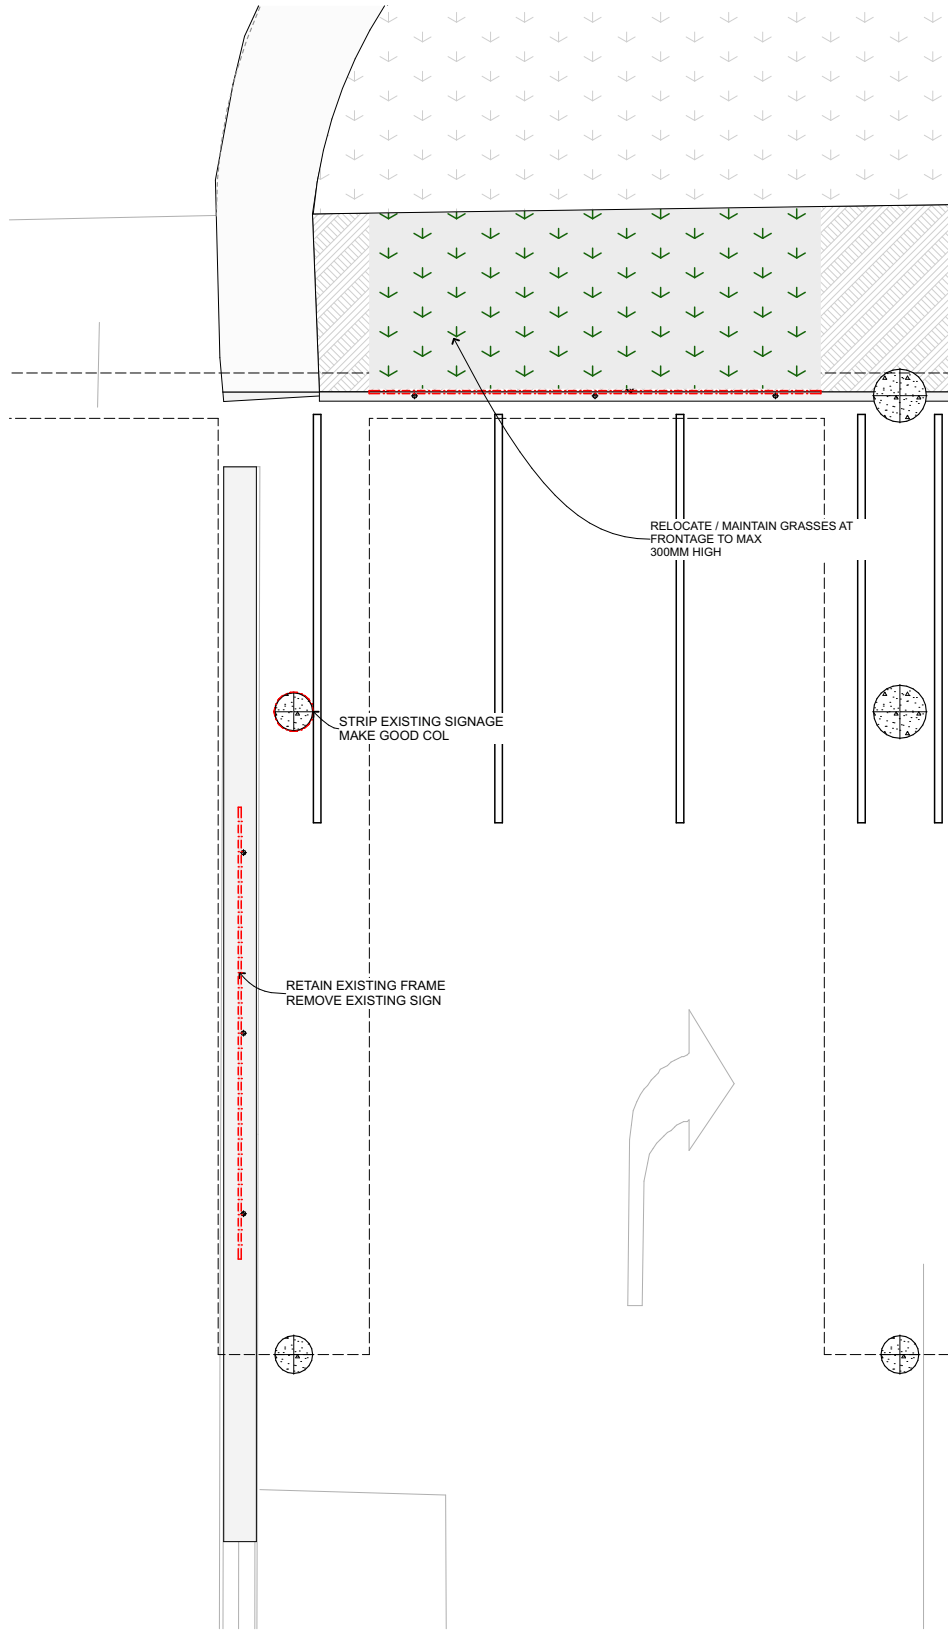 RELOCATE / MAINTAIN GRASSES AT
FRONTAGE TO MAX
300MM HIGH
STRIP EXISTING SIGNAGE
MAKE GOOD COL
RETAIN EXISTING FRAME
REMOVE EXISTING SIGN